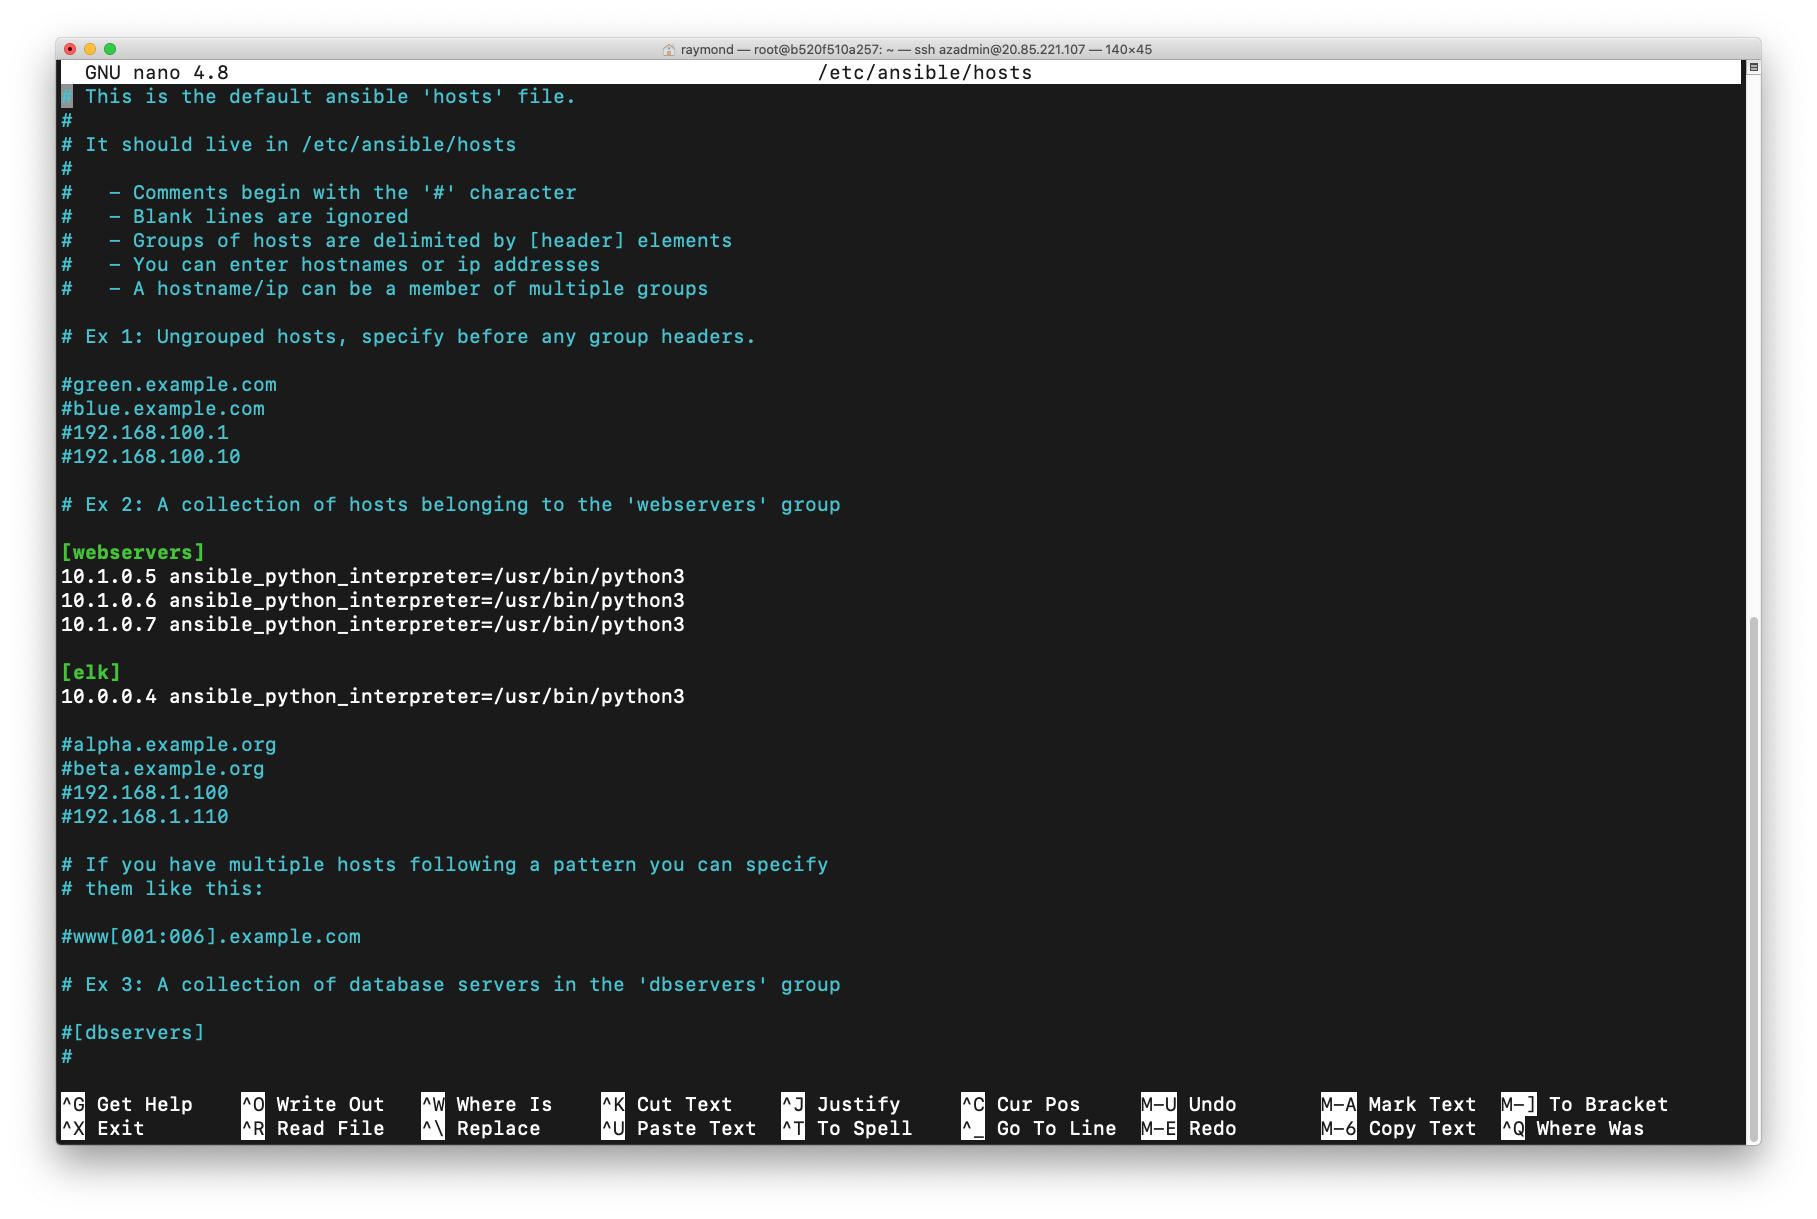 raymond — root@b520f510a257: ~ — ssh azadmin@20.85.221.107 — 140×45
GNU nano 4.8 /etc/ansible/hosts
# This is the default ansible 'hosts' file.
#
# It should live in /etc/ansible/hosts
#
#   - Comments begin with the '#' character
#   - Blank lines are ignored
#   - Groups of hosts are delimited by [header] elements
#   - You can enter hostnames or ip addresses
#   - A hostname/ip can be a member of multiple groups
# Ex 1: Ungrouped hosts, specify before any group headers.
#green.example.com
#blue.example.com
#192.168.100.1
#192.168.100.10
# Ex 2: A collection of hosts belonging to the 'webservers' group
[webservers]
10.1.0.5 ansible_python_interpreter=/usr/bin/python3
10.1.0.6 ansible_python_interpreter=/usr/bin/python3
10.1.0.7 ansible_python_interpreter=/usr/bin/python3
[elk]
10.0.0.4 ansible_python_interpreter=/usr/bin/python3
#alpha.example.org
#beta.example.org
#192.168.1.100
#192.168.1.110
# If you have multiple hosts following a pattern you can specify
# them like this:
#www[001:006].example.com
# Ex 3: A collection of database servers in the 'dbservers' group
#[dbservers]
#
^G Get Help ^O Write Out ^W Where Is ^K Cut Text ^J Justify ^C Cur Pos M-U Undo M-A Mark Text M-] To Bracket
^X Exit ^R Read File ^\ Replace ^U Paste Text ^T To Spell ^_ Go To Line M-E Redo M-6 Copy Text ^Q Where Was